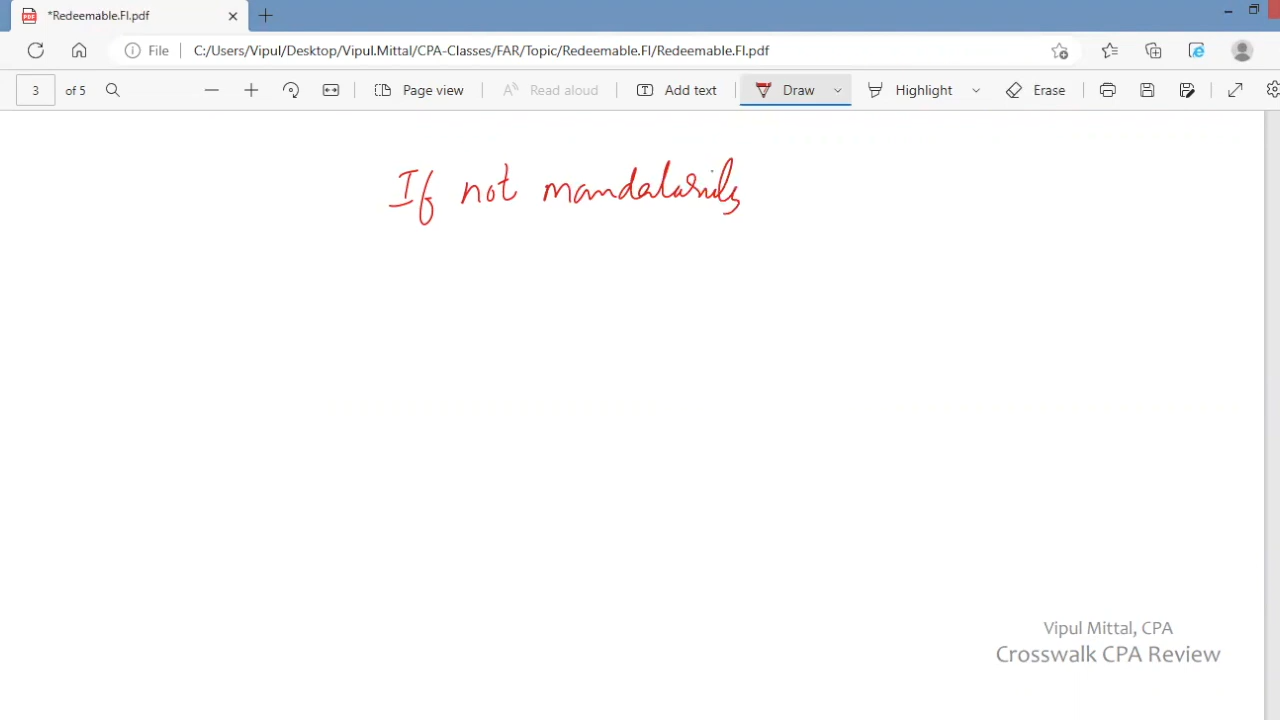 *Redeemable.FI.pdf
File C:/Users/Vipul/Desktop/Vipul.Mittal/CPA-Classes/FAR/Topic/Redeemable.FI/Redeemable.FI.pdf
3 of 5 Page view Read aloud Add text Draw Highlight Erase
If not mandatorily
Vipul Mittal, CPA
Crosswalk CPA Review